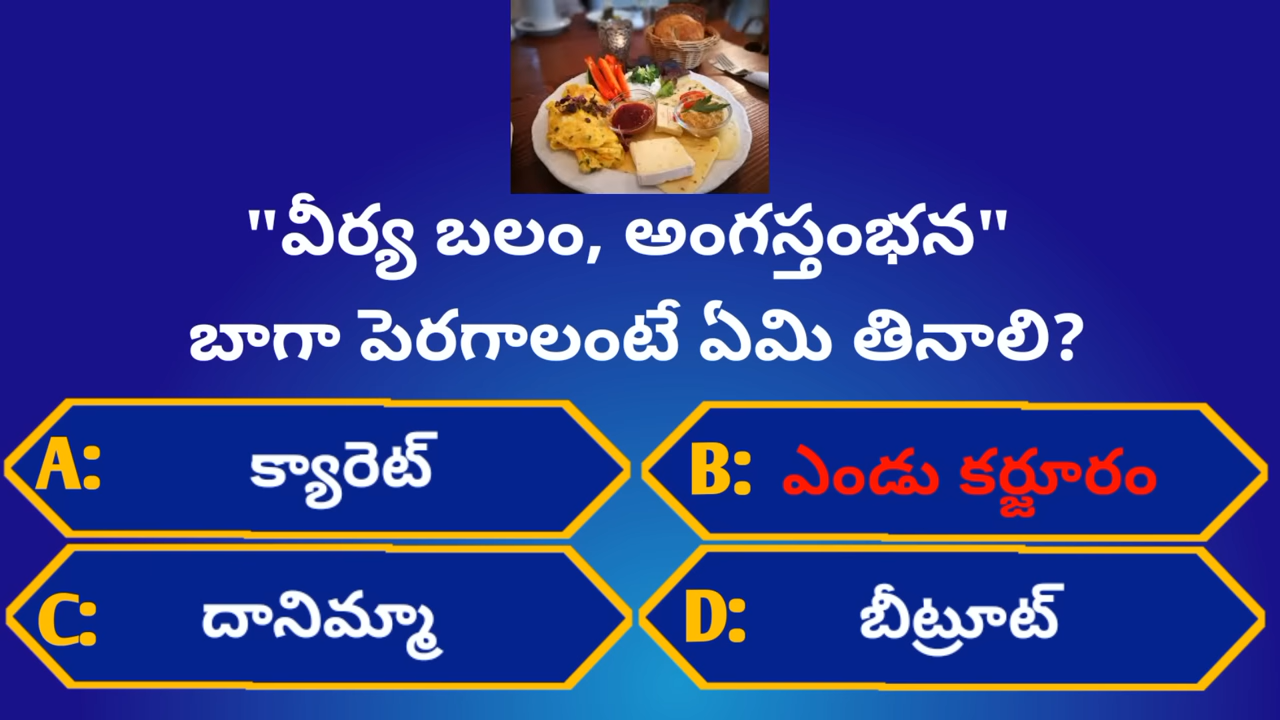 "వీర్య బలం, అంగస్తంభన"
బాగా పెరగాలంటే ఏమి తినాలి?
A: క్యారెట్
B: ఎండు కర్జూరం
C: దానిమ్మా
D: బీట్రూట్